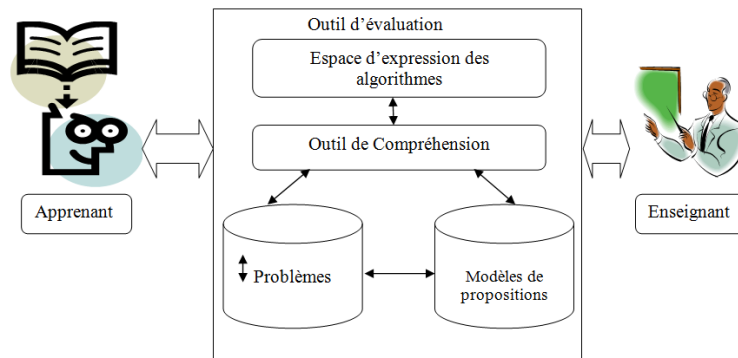 Outil d’évaluation
Espace d’expression des
algorithmes
Outil de Compréhension
Apprenant
Enseignant
Problèmes
Modèles de
propositions